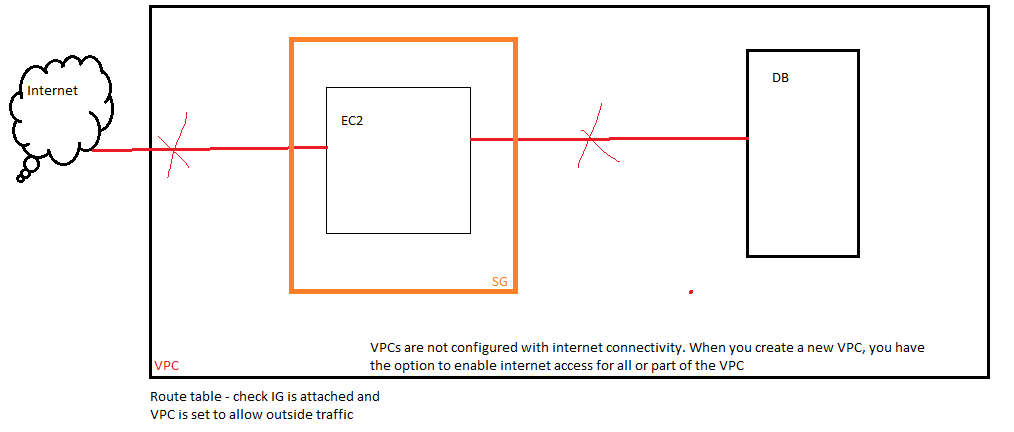 Internet
EC2
DB
SG
VPCs are not configured with internet connectivity. When you create a new VPC, you have
the option to enable internet access for all or part of the VPC
VPC
Route table - check IG is attached and
VPC is set to allow outside traffic